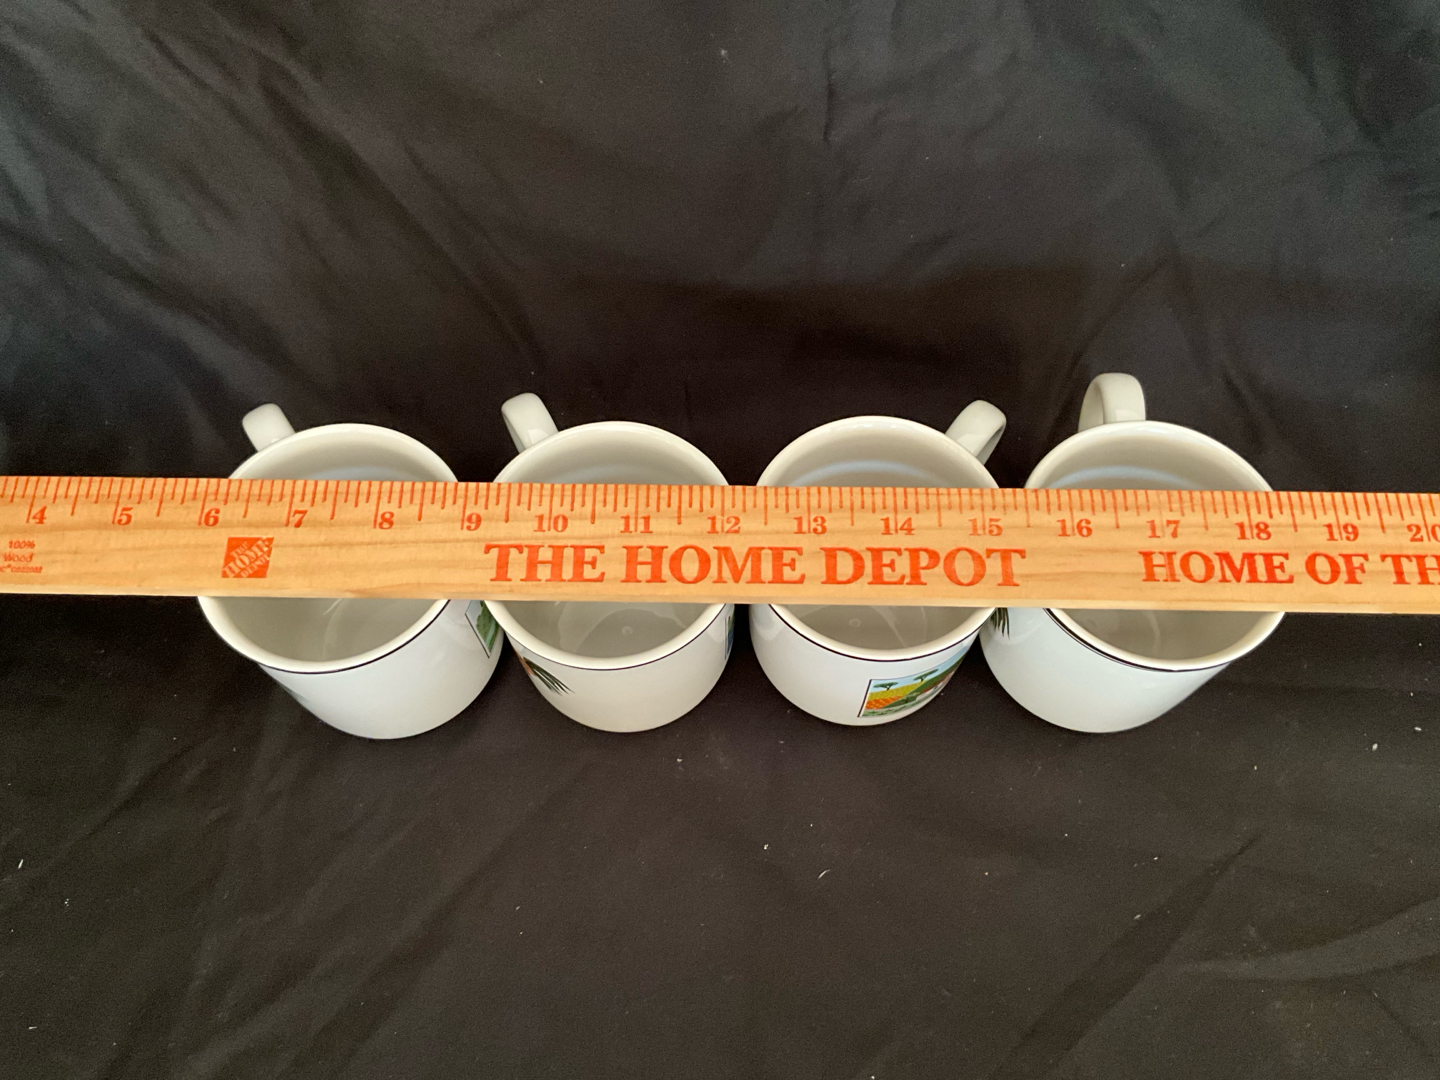 4 5 6 7 8 9 10 11 12 13 14 15 16 17 18 19 20
100%
Wood
THE HOME DEPOT
THE HOME DEPOT
HOME OF TH